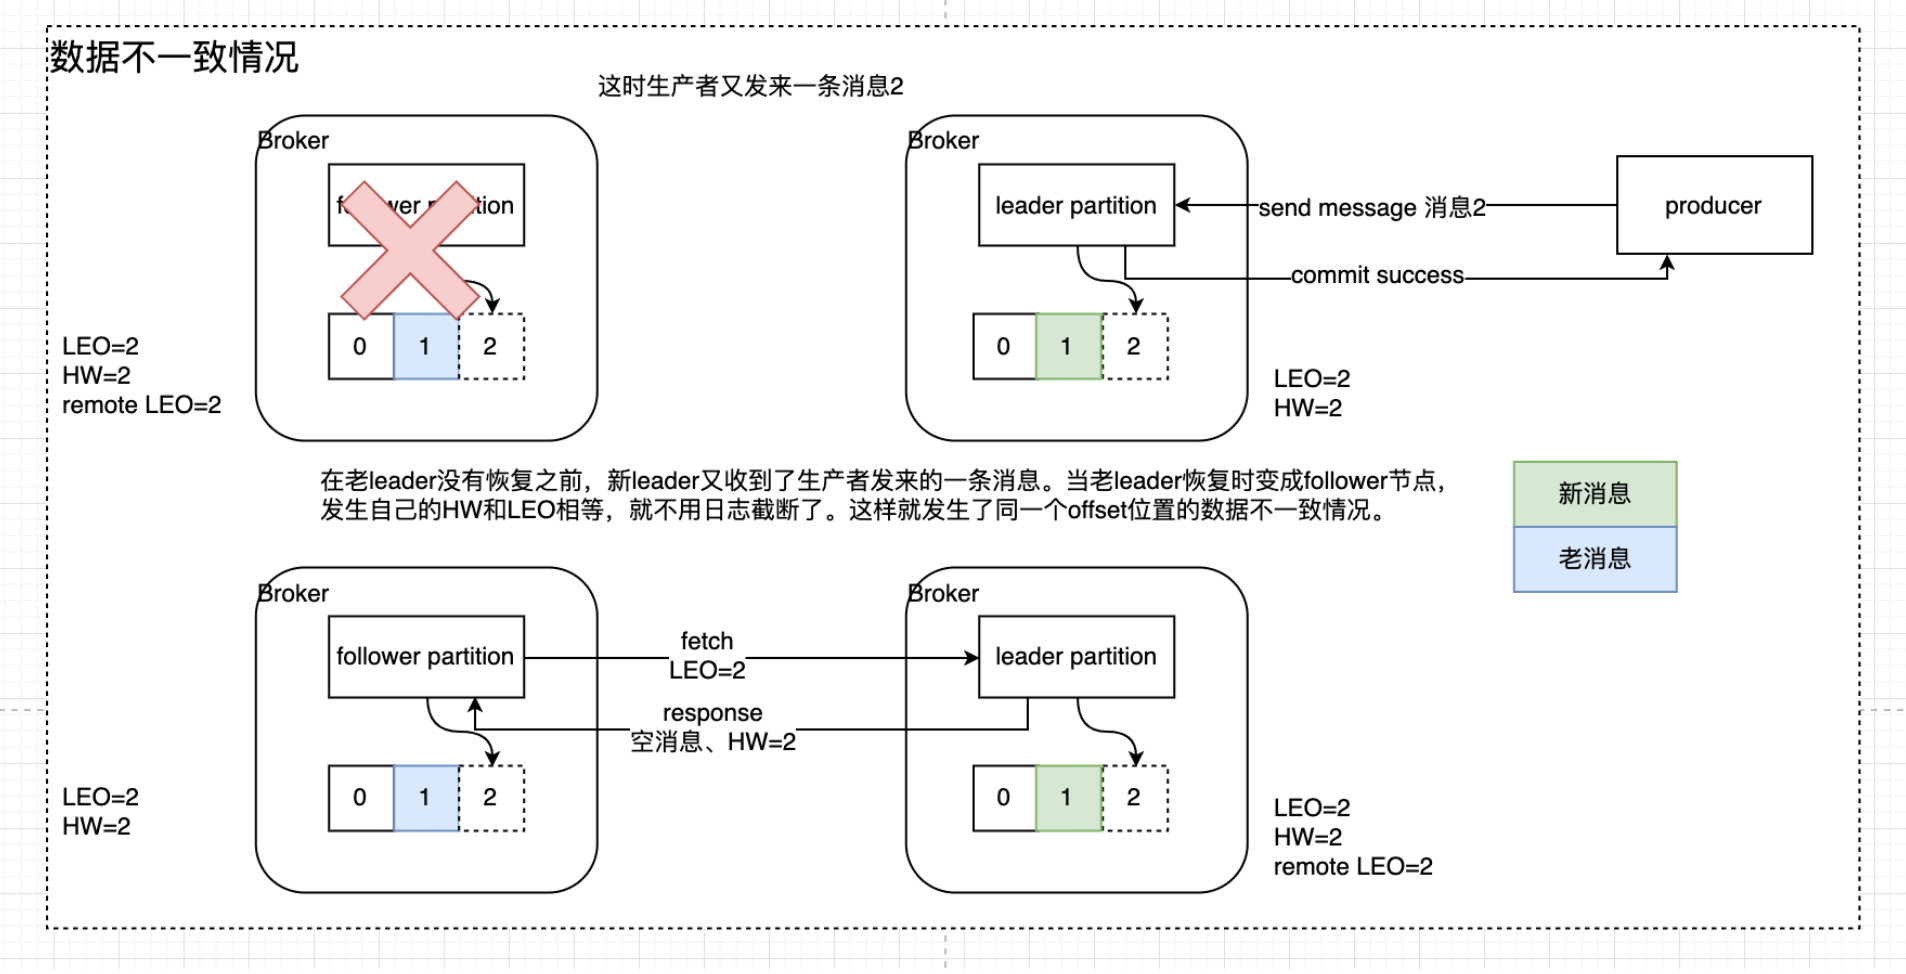 数据不一致情况
这时生产者又发来一条消息2
Broker
follower partition
0 1 2
LEO=2
HW=2
remote LEO=2
Broker
leader partition
send message 消息2
producer
commit success
0 1 2
LEO=2
HW=2
在老leader没有恢复之前，新leader又收到了生产者发来的一条消息。当老leader恢复时变成follower节点，
发生自己的HW和LEO相等，就不用日志截断了。这样就发生了同一个offset位置的数据不一致情况。
新消息
老消息
Broker
follower partition
fetch
LEO=2
response
空消息、HW=2
0 1 2
LEO=2
HW=2
Broker
leader partition
0 1 2
LEO=2
HW=2
remote LEO=2